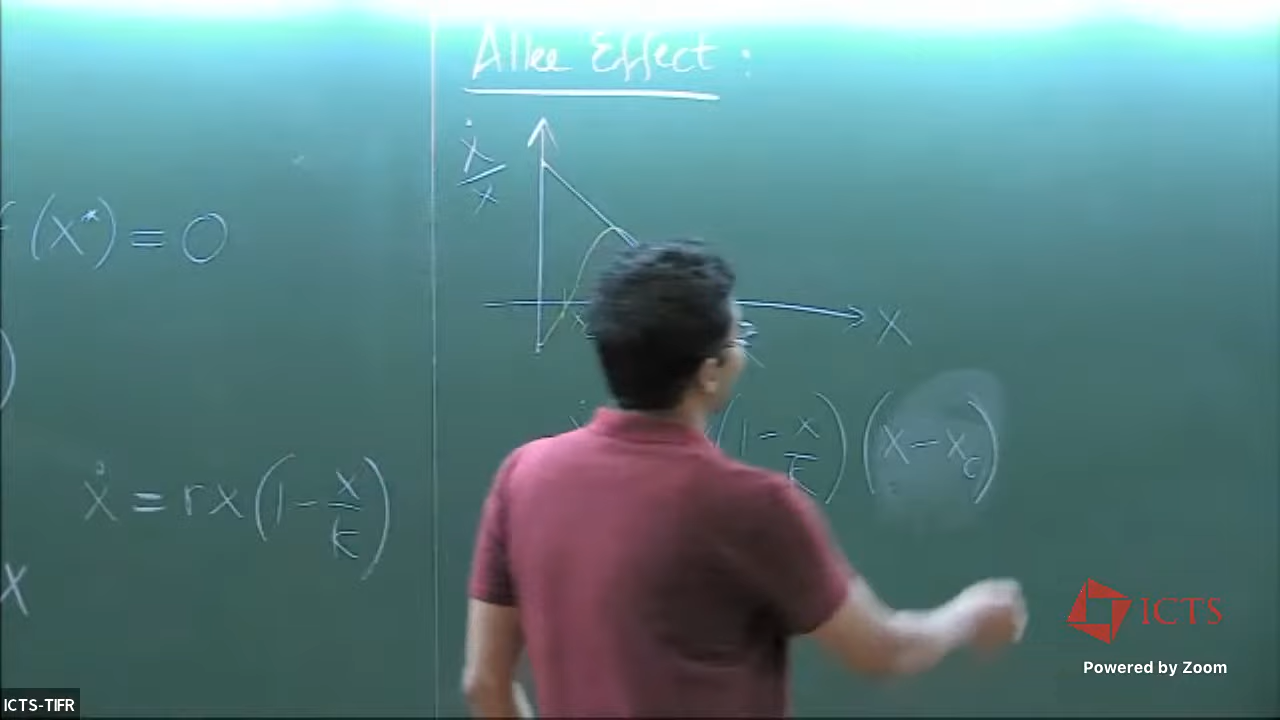 f (x*) = 0
)
ẋ = rx(1 - x/k)
x
Allee Effect :
ẋ/x
x
x
(1 - x/k) (x - x_c)
ICTS
Powered by Zoom
ICTS-TIFR